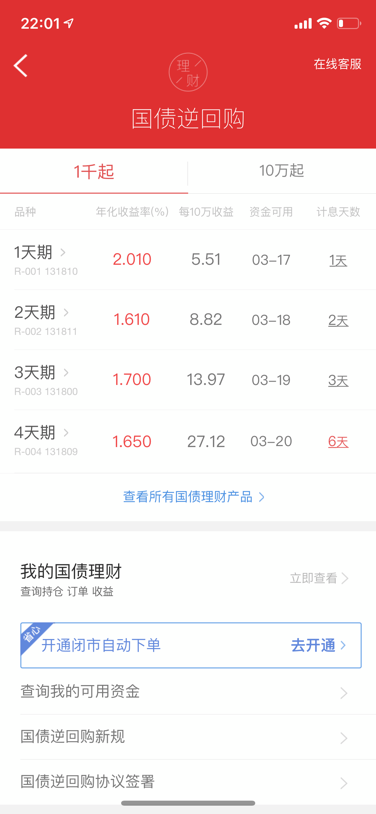 22:01
在线客服
理
财
国债逆回购
1千起 10万起
品种 年化收益率(%) 每10万收益 资金可用 计息天数
1天期 2.010 5.51 03-17 1天
R-001 131810
2天期 1.610 8.82 03-18 2天
R-002 131811
3天期 1.700 13.97 03-19 3天
R-003 131800
4天期 1.650 27.12 03-20 6天
R-004 131809
查看所有国债理财产品
我的国债理财 立即查看
查询持仓 订单 收益
省心
开通闭市自动下单 去开通
查询我的可用资金
国债逆回购新规
国债逆回购协议签署